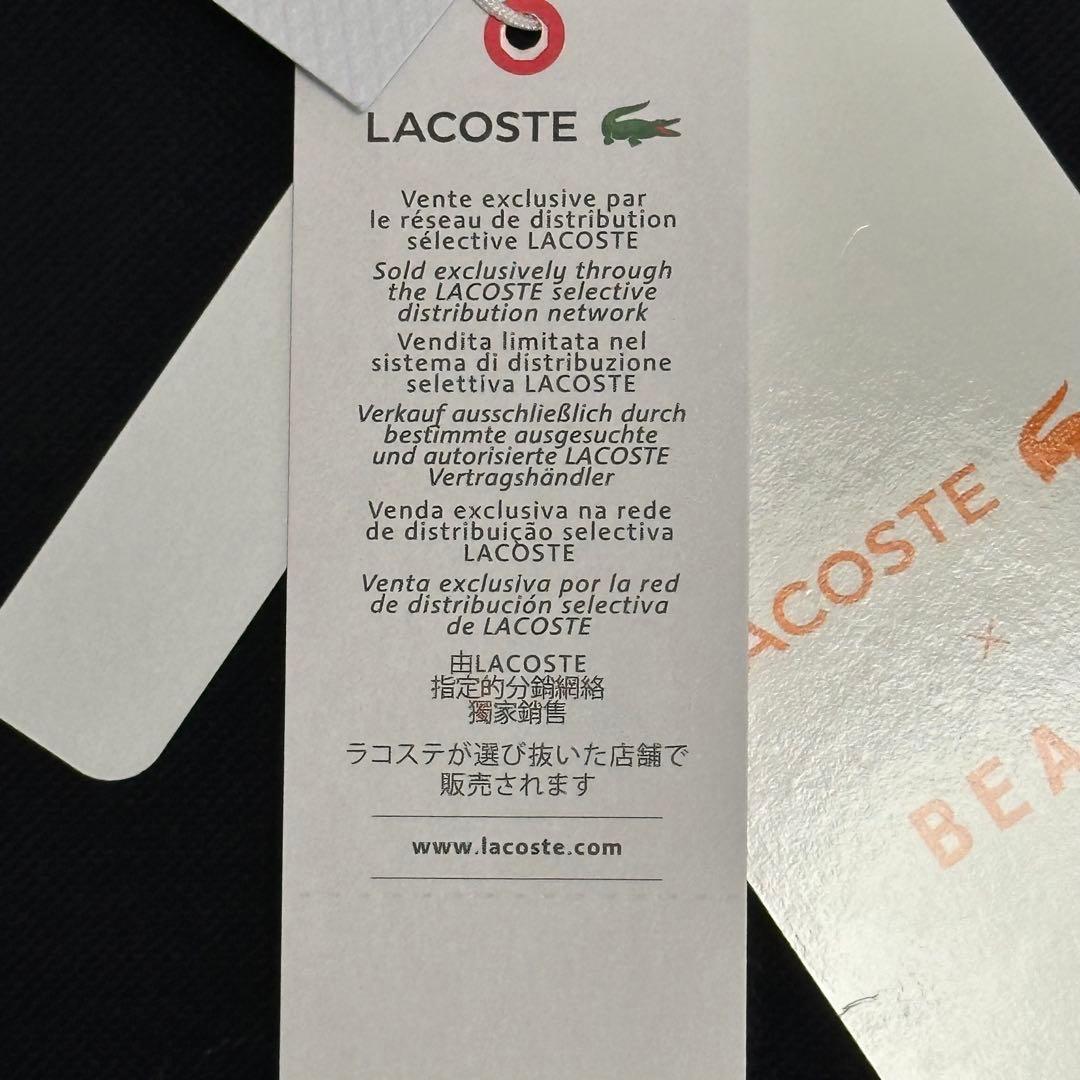 LACOSTE
Vente exclusive par
le réseau de distribution
sélective LACOSTE
Sold exclusively through
the LACOSTE selective
distribution network
Vendita limitata nel
sistema di distribuzione
selettiva LACOSTE
Verkauf ausschließlich durch
bestimmte ausgesuchte
und autorisierte LACOSTE
Vertragshändler
Venda exclusiva na rede
de distribuição selectiva
LACOSTE
Venta exclusiva por la red
de distribución selectiva
de LACOSTE
由LACOSTE
指定的分銷網絡
獨家銷售
ラコステが選び抜いた店舗で
販売されます
www.lacoste.com
ACOSTE
x
BEA